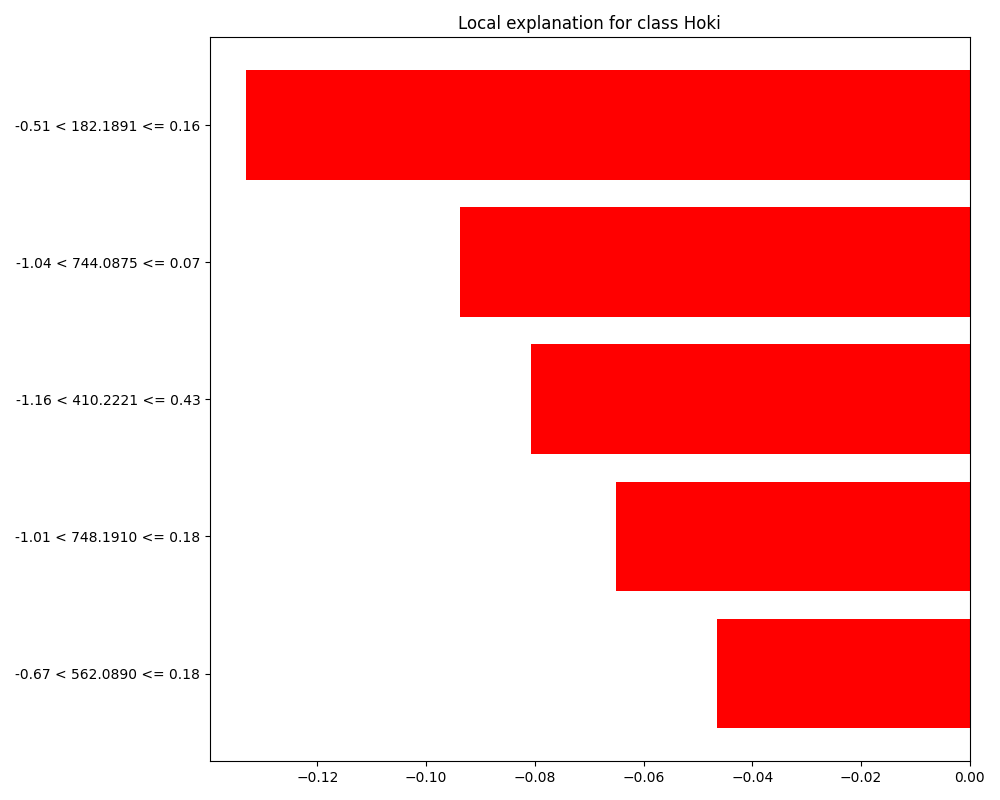 Local explanation for class Hoki
-0.51 < 182.1891 <= 0.16
-1.04 < 744.0875 <= 0.07
-1.16 < 410.2221 <= 0.43
-1.01 < 748.1910 <= 0.18
-0.67 < 562.0890 <= 0.18
−0.12 −0.10 −0.08 −0.06 −0.04 −0.02 0.00